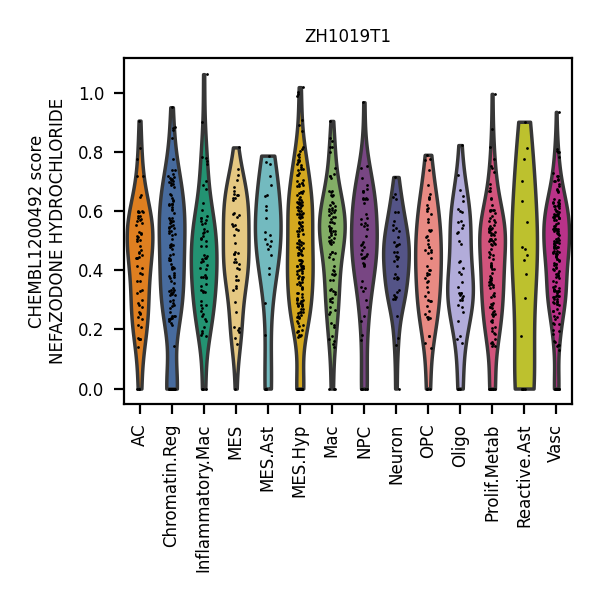 ZH1019T1
CHEMBL1200492 score
NEFAZODONE HYDROCHLORIDE
1.0
0.8
0.6
0.4
0.2
0.0
AC
Chromatin.Reg
Inflammatory.Mac
MES
MES.Ast
MES.Hyp
Mac
NPC
Neuron
OPC
Oligo
Prolif.Metab
Reactive.Ast
Vasc